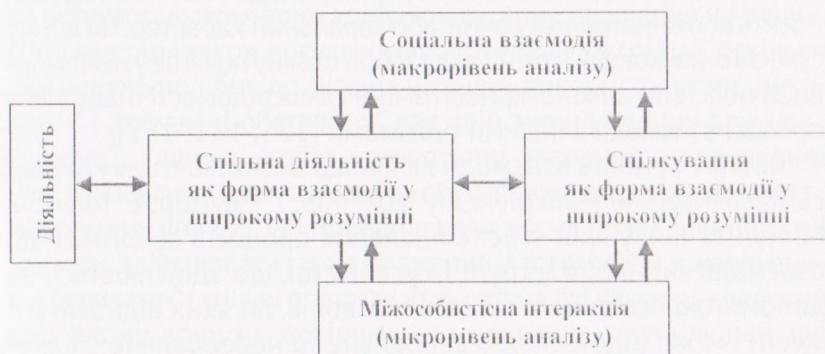 Соціальна взаємодія
(макрорівень аналізу)
Діяльність
Спільна діяльність
як форма взаємодії у
широкому розумінні
Спілкування
як форма взаємодії у
широкому розумінні
Міжособистісна інтеракція
(мікрорівень аналізу)